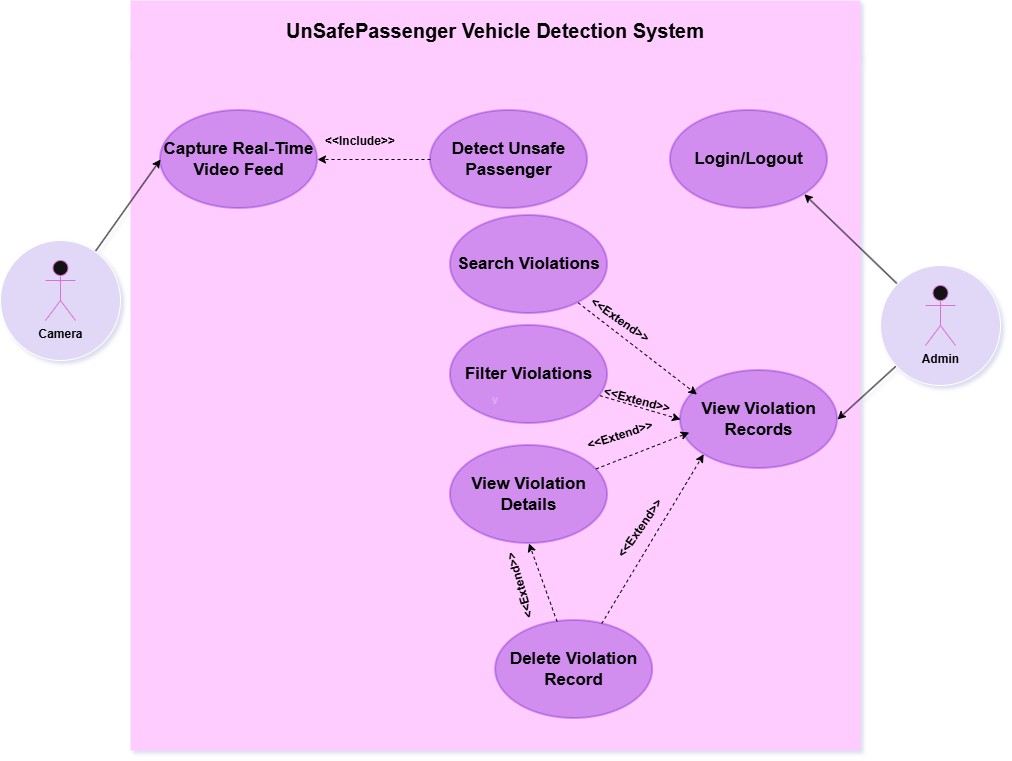 UnSafePassenger Vehicle Detection System
Capture Real-Time
Video Feed
<<Include>>
Detect Unsafe
Passenger
Login/Logout
Search Violations
<<Extend>>
Camera
Admin
Filter Violations
v
<<Extend>>
View Violation
Records
<<Extend>>
View Violation
Details
<<Extend>>
<<Extend>>
Delete Violation
Record